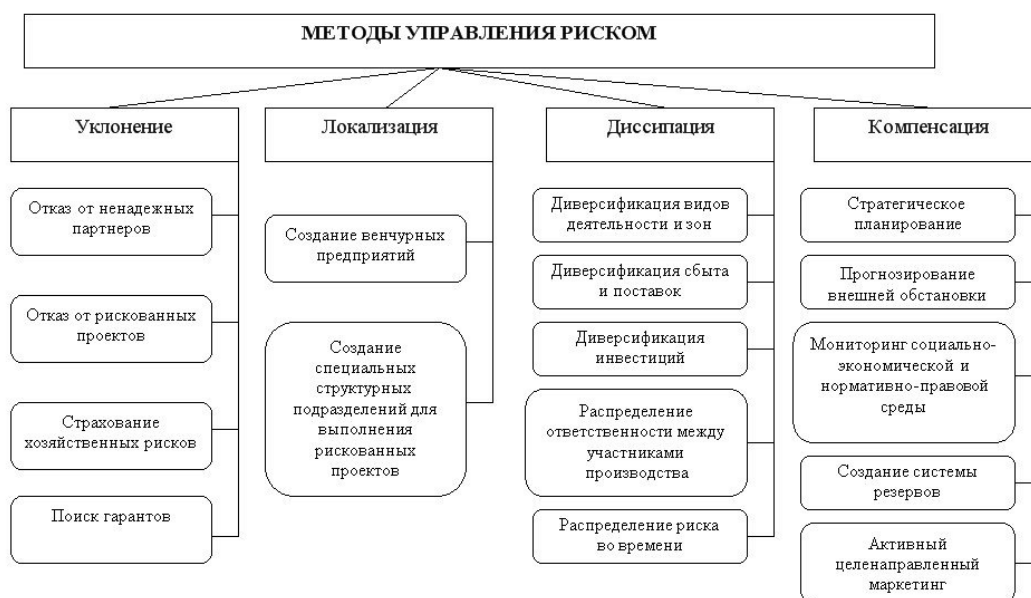 МЕТОДЫ УПРАВЛЕНИЯ РИСКОМ
Уклонение
Отказ от ненадежных
партнеров
Отказ от рискованных
проектов
Страхование
хозяйственных рисков
Поиск гарантов
Локализация
Создание венчурных
предприятий
Создание
специальных
структурных
подразделений для
выполнения
рискованных
проектов
Диссипация
Диверсификация видов
деятельности и зон
Диверсификация сбыта
и поставок
Диверсификация
инвестиций
Распределение
ответственности между
участниками
производства
Распределение риска
во времени
Компенсация
Стратегическое
планирование
Прогнозирование
внешней обстановки
Мониторинг социально-
экономической и
нормативно-правовой
среды
Создание системы
резервов
Активный
целенаправленный
маркетинг